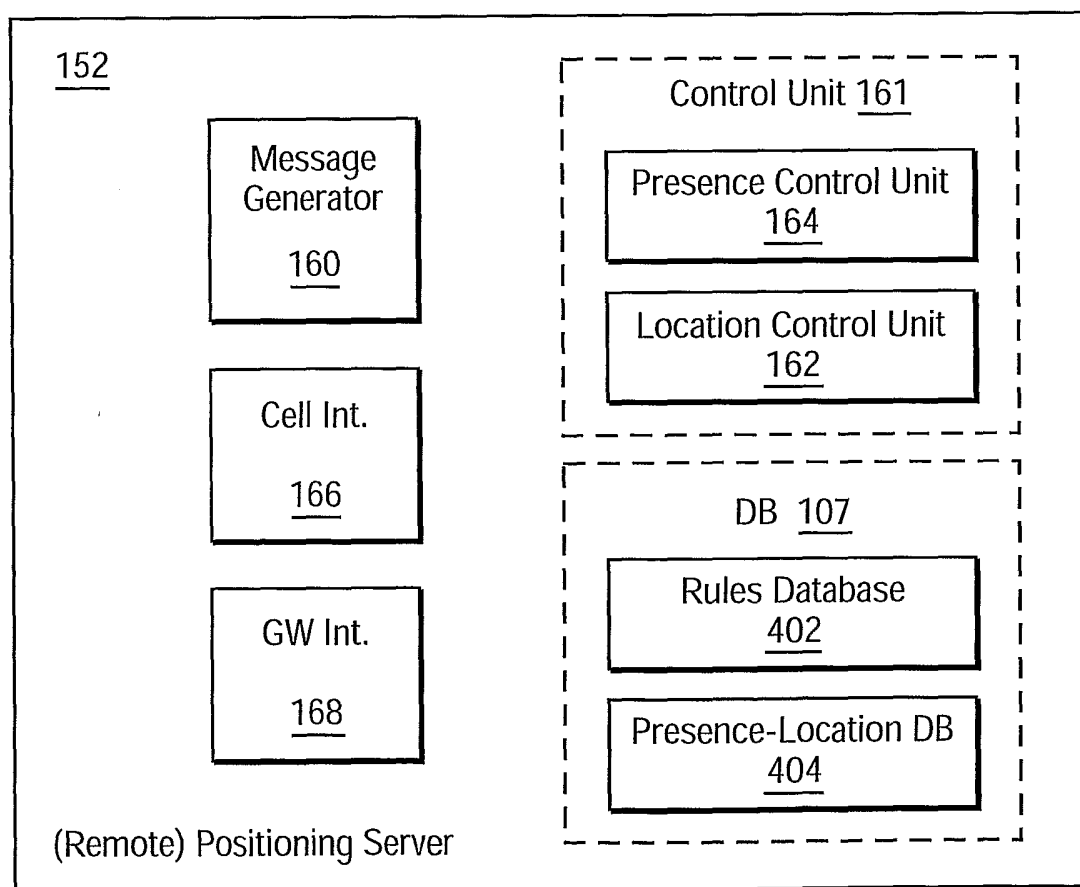 152
Message
Generator
160
Cell Int.
166
GW Int.
168
(Remote) Positioning Server
Control Unit 161
Presence Control Unit
164
Location Control Unit
162
DB 107
Rules Database
402
Presence-Location DB
404